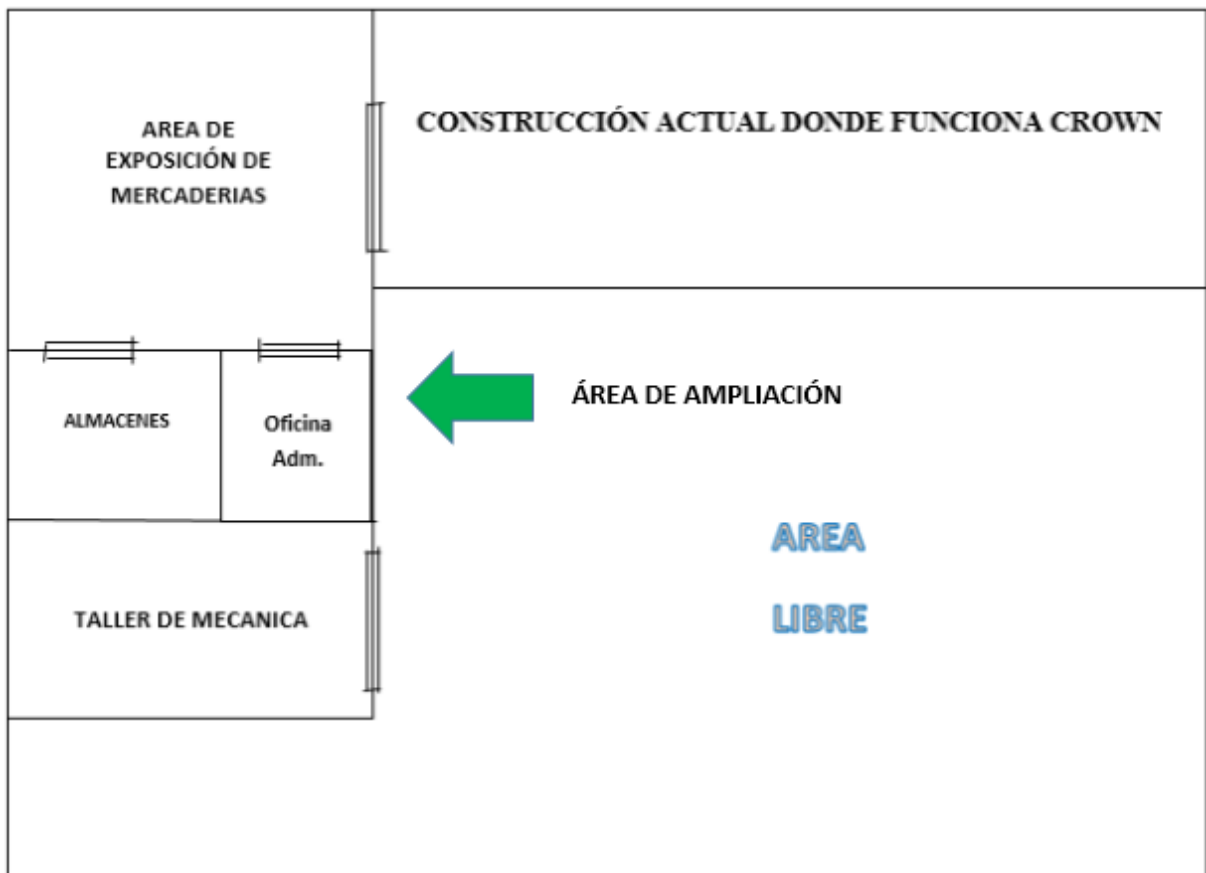 AREA DE
EXPOSICIÓN DE
MERCADERIAS
CONSTRUCCIÓN ACTUAL DONDE FUNCIONA CROWN
ALMACENES
Oficina
Adm.
ÁREA DE AMPLIACIÓN
AREA
LIBRE
TALLER DE MECANICA